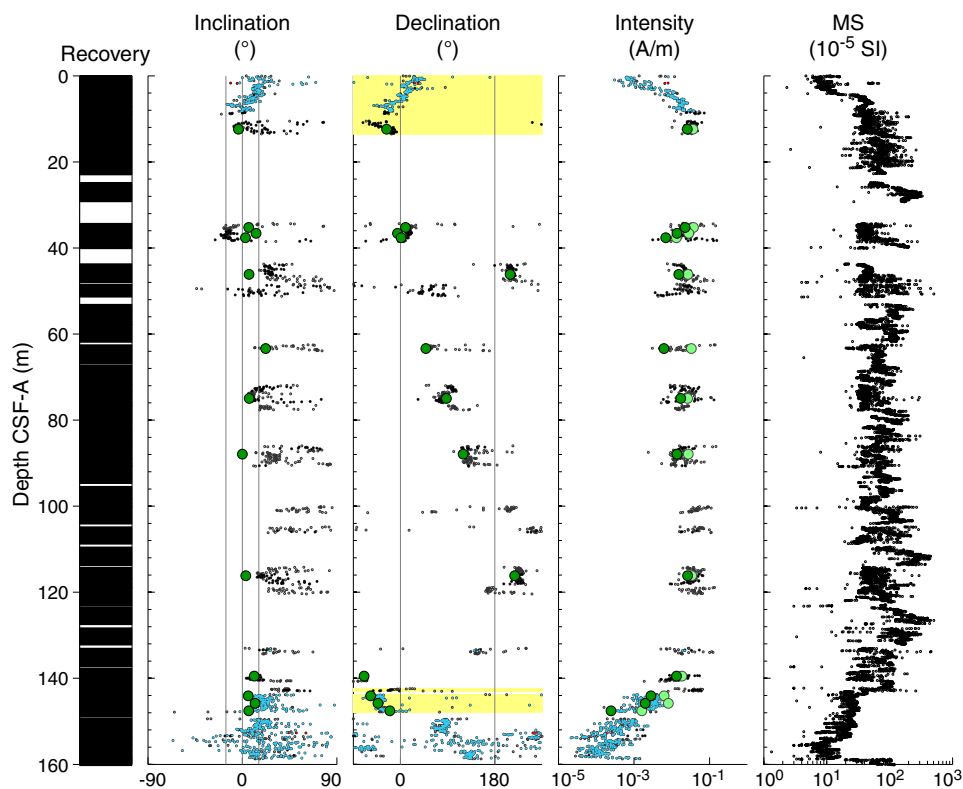 Recovery
Inclination
(°)
Declination
(°)
Intensity
(A/m)
MS
(10⁻⁵ SI)
Depth CSF-A (m)
0
20
40
60
80
100
120
140
160
-90 0 90
0 180
10⁻⁵ 10⁻³ 10⁻¹
10⁰ 10¹ 10² 10³